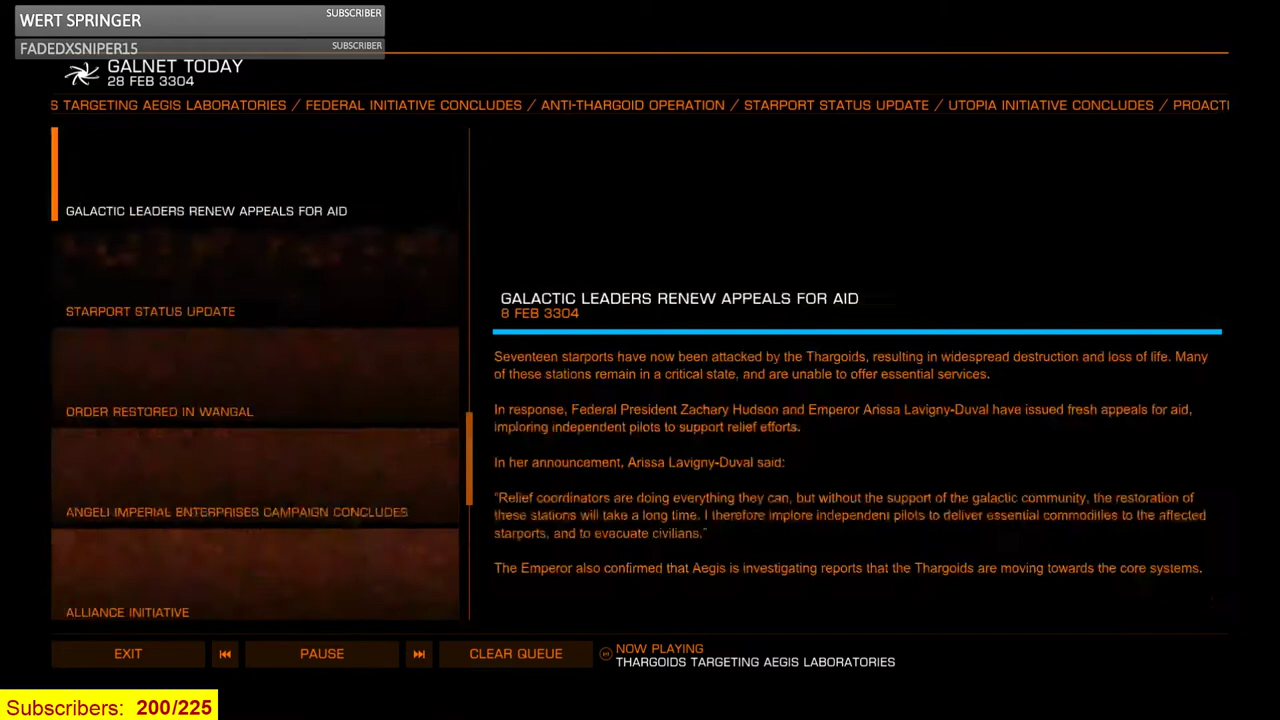 WERT SPRINGER
SUBSCRIBER
FADEDXSNIPER15
SUBSCRIBER
GALNET TODAY
28 FEB 3304
S TARGETING AEGIS LABORATORIES / FEDERAL INITIATIVE CONCLUDES / ANTI-THARGOID OPERATION / STARPORT STATUS UPDATE / UTOPIA INITIATIVE CONCLUDES / PROACTI
GALACTIC LEADERS RENEW APPEALS FOR AID
STARPORT STATUS UPDATE
ORDER RESTORED IN WANGAL
ANGELI IMPERIAL ENTERPRISES CAMPAIGN CONCLUDES
ALLIANCE INITIATIVE
GALACTIC LEADERS RENEW APPEALS FOR AID
8 FEB 3304
Seventeen starports have now been attacked by the Thargoids, resulting in widespread destruction and loss of life. Many
of these stations remain in a critical state, and are unable to offer essential services.
In response, Federal President Zachary Hudson and Emperor Arissa Lavigny-Duval have issued fresh appeals for aid,
imploring independent pilots to support relief efforts.
In her announcement, Arissa Lavigny-Duval said:
"Relief coordinators are doing everything they can, but without the support of the galactic community, the restoration of
these stations will take a long time. I therefore implore independent pilots to deliver essential commodities to the affected
starports, and to evacuate civilians."
The Emperor also confirmed that Aegis is investigating reports that the Thargoids are moving towards the core systems.
EXIT
PAUSE
CLEAR QUEUE
NOW PLAYING
THARGOIDS TARGETING AEGIS LABORATORIES
Subscribers: 200/225